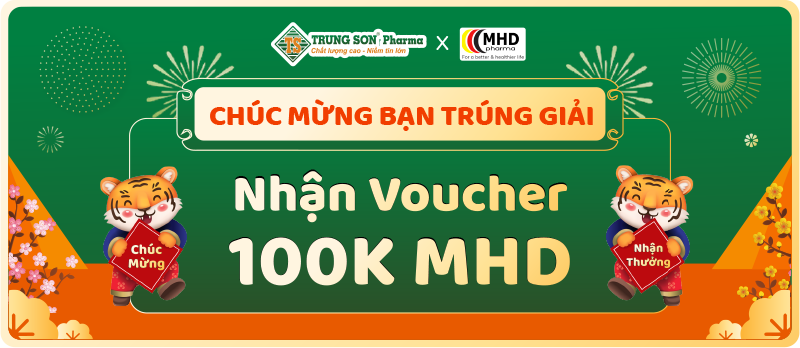 TRUNG SON Pharma
Chất lượng cao - Niềm tin lớn
X
MHD
pharma
For a better & healthier life
CHÚC MỪNG BẠN TRÚNG GIẢI
Nhận Voucher
100K MHD
Chúc
Mừng
Nhận
Thưởng